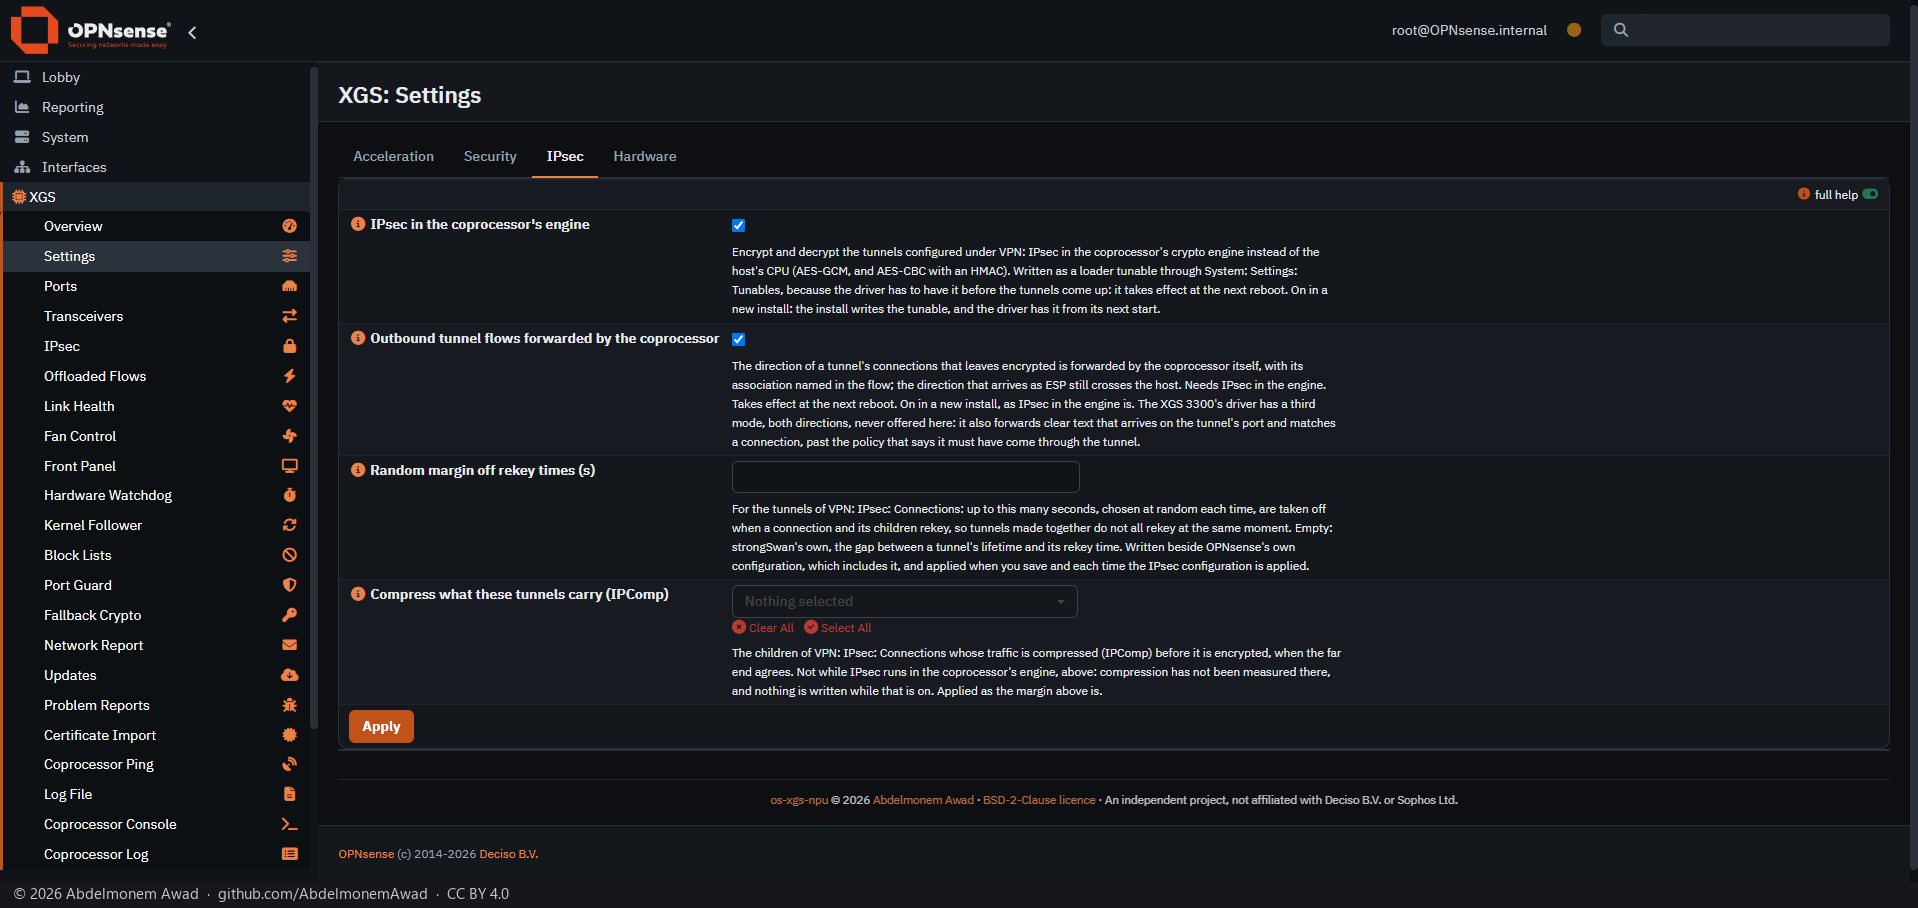 OPNsense®
Securing networks made easy
root@OPNsense.internal
Lobby
Reporting
System
Interfaces
XGS
Overview
Settings
Ports
Transceivers
IPsec
Offloaded Flows
Link Health
Fan Control
Front Panel
Hardware Watchdog
Kernel Follower
Block Lists
Port Guard
Fallback Crypto
Network Report
Updates
Problem Reports
Certificate Import
Coprocessor Ping
Log File
Coprocessor Console
Coprocessor Log
XGS: Settings
Acceleration
Security
IPsec
Hardware
full help
IPsec in the coprocessor's engine
Encrypt and decrypt the tunnels configured under VPN: IPsec in the coprocessor's crypto engine instead of the
host's CPU (AES-GCM, and AES-CBC with an HMAC). Written as a loader tunable through System: Settings:
Tunables, because the driver has to have it before the tunnels come up: it takes effect at the next reboot. On in a
new install: the install writes the tunable, and the driver has it from its next start.
Outbound tunnel flows forwarded by the coprocessor
The direction of a tunnel's connections that leaves encrypted is forwarded by the coprocessor itself, with its
association named in the flow; the direction that arrives as ESP still crosses the host. Needs IPsec in the engine.
Takes effect at the next reboot. On in a new install, as IPsec in the engine is. The XGS 3300's driver has a third
mode, both directions, never offered here: it also forwards clear text that arrives on the tunnel's port and matches
a connection, past the policy that says it must have come through the tunnel.
Random margin off rekey times (s)
For the tunnels of VPN: IPsec: Connections: up to this many seconds, chosen at random each time, are taken off
when a connection and its children rekey, so tunnels made together do not all rekey at the same moment. Empty:
strongSwan's own, the gap between a tunnel's lifetime and its rekey time. Written beside OPNsense's own
configuration, which includes it, and applied when you save and each time the IPsec configuration is applied.
Compress what these tunnels carry (IPComp)
Nothing selected
Clear All
Select All
The children of VPN: IPsec: Connections whose traffic is compressed (IPComp) before it is encrypted, when the far
end agrees. Not while IPsec runs in the coprocessor's engine, above: compression has not been measured there,
and nothing is written while that is on. Applied as the margin above is.
Apply
os-xgs-npu © 2026 Abdelmonem Awad · BSD-2-Clause licence · An independent project, not affiliated with Deciso B.V. or Sophos Ltd.
OPNsense (c) 2014-2026 Deciso B.V.
© 2026 Abdelmonem Awad · github.com/AbdelmonemAwad · CC BY 4.0